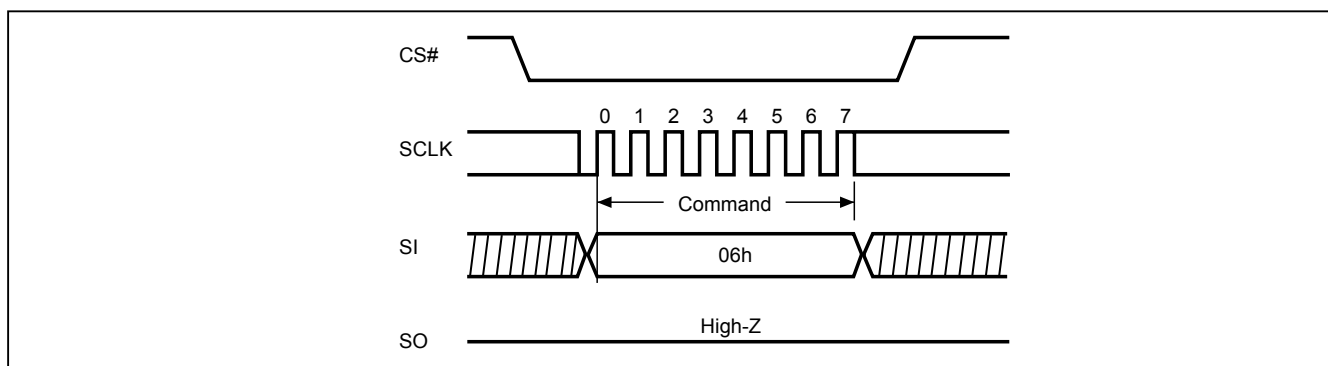 CS#
0 1 2 3 4 5 6 7
SCLK
Command
SI
06h
High-Z
SO